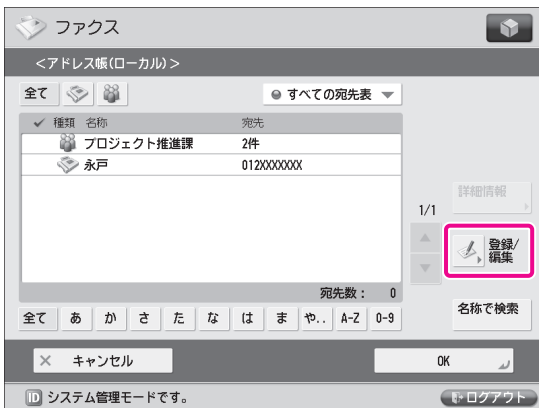 ファクス
<アドレス帳(ローカル)>
全て
すべての宛先表
種類 名称 宛先
プロジェクト推進課 2件
永戸 012XXXXXXX
詳細情報
1/1
登録/
編集
宛先数: 0
名称で検索
全て あ か さ た な は ま や.. A-Z 0-9
キャンセル OK
ID システム管理モードです。 ログアウト